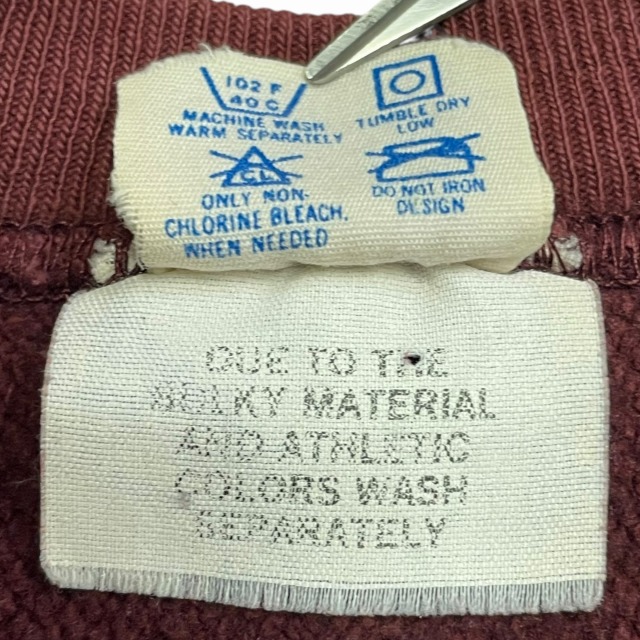 102 F
40 C
MACHINE WASH
WARM SEPARATELY
TUMBLE DRY
LOW
CL
ONLY NON-
CHLORINE BLEACH,
WHEN NEEDED
DO NOT IRON
DESIGN
DUE TO THE
BULKY MATERIAL
AND ATHLETIC
COLORS WASH
SEPARATELY